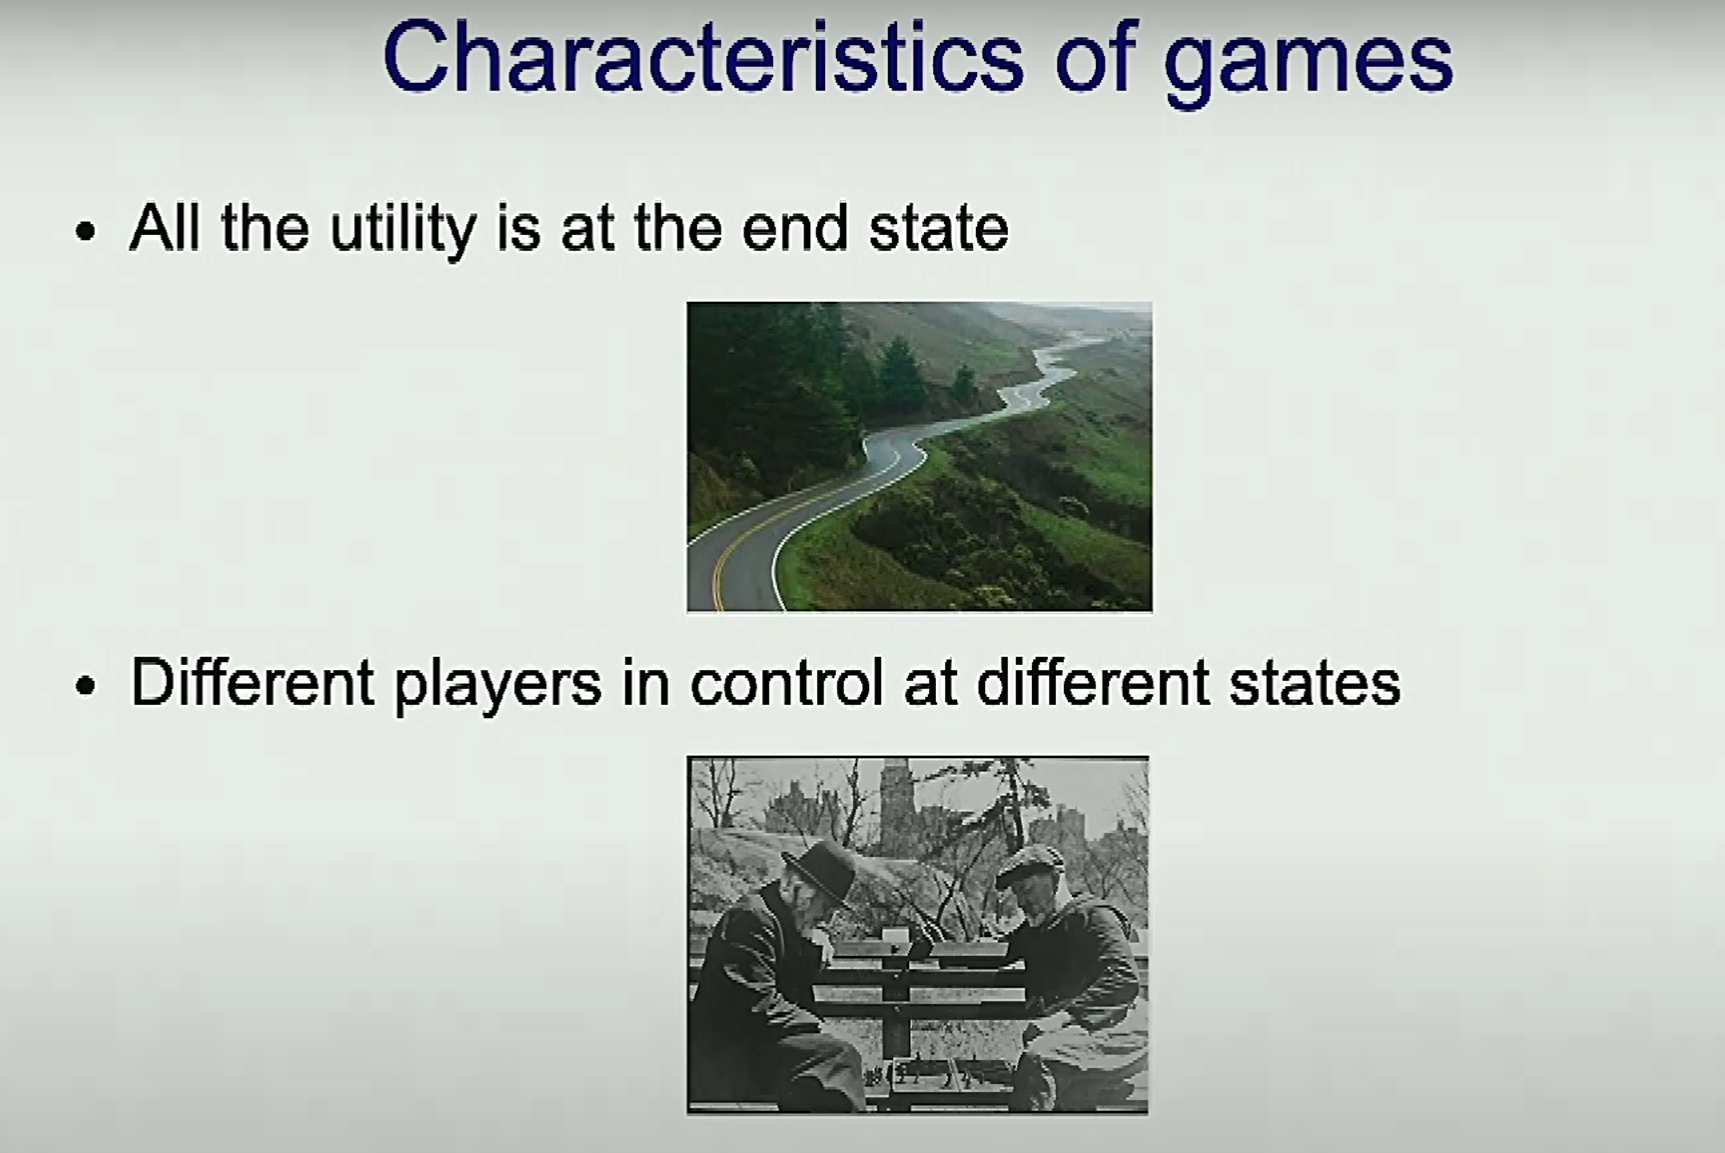 Characteristics of games
• All the utility is at the end state
• Different players in control at different states